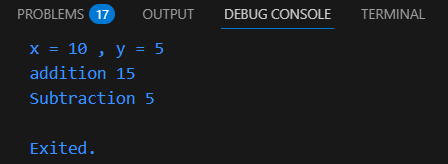 PROBLEMS 17 OUTPUT DEBUG CONSOLE TERMINAL
x = 10 , y = 5
addition 15
Subtraction 5
Exited.